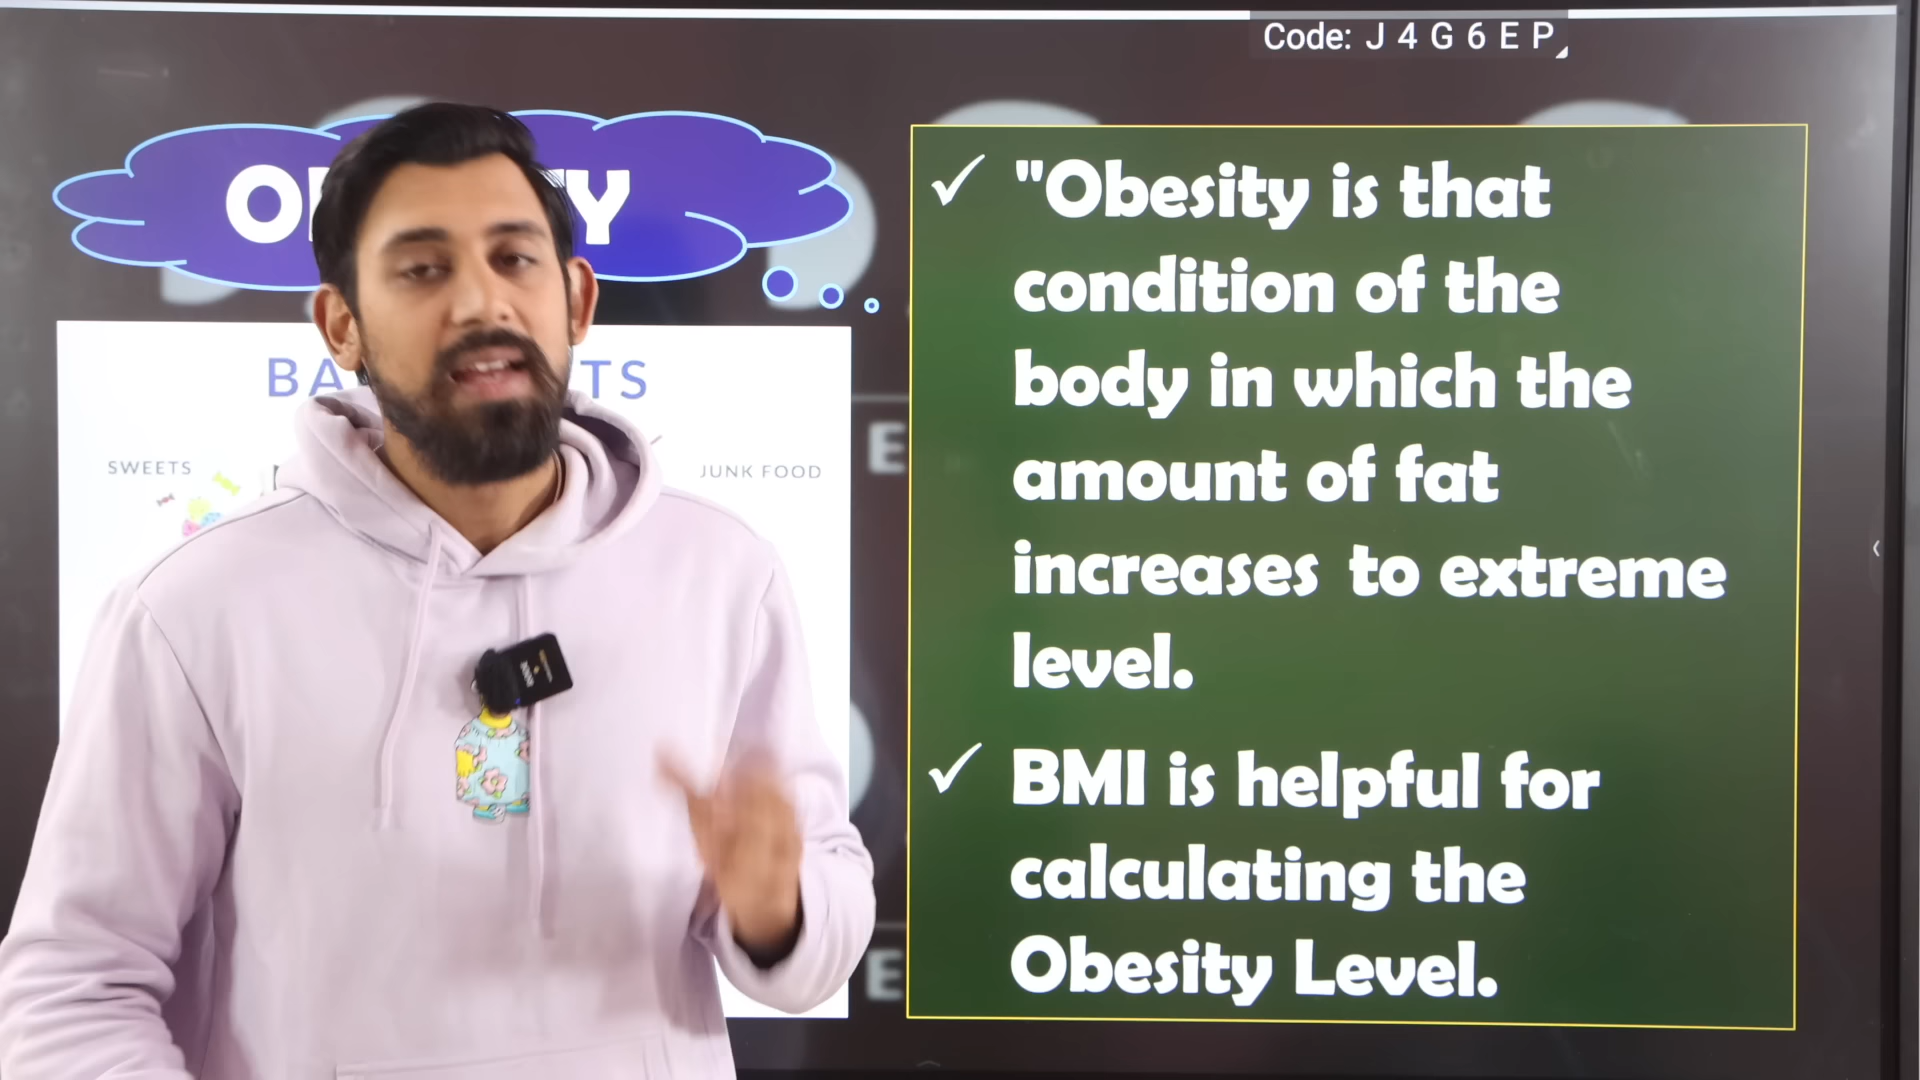 Code: J 4 G 6 E P
"Obesity is that
condition of the
body in which the
amount of fat
increases to extreme
level.
BMI is helpful for
calculating the
Obesity Level.
SWEETS
JUNK FOOD